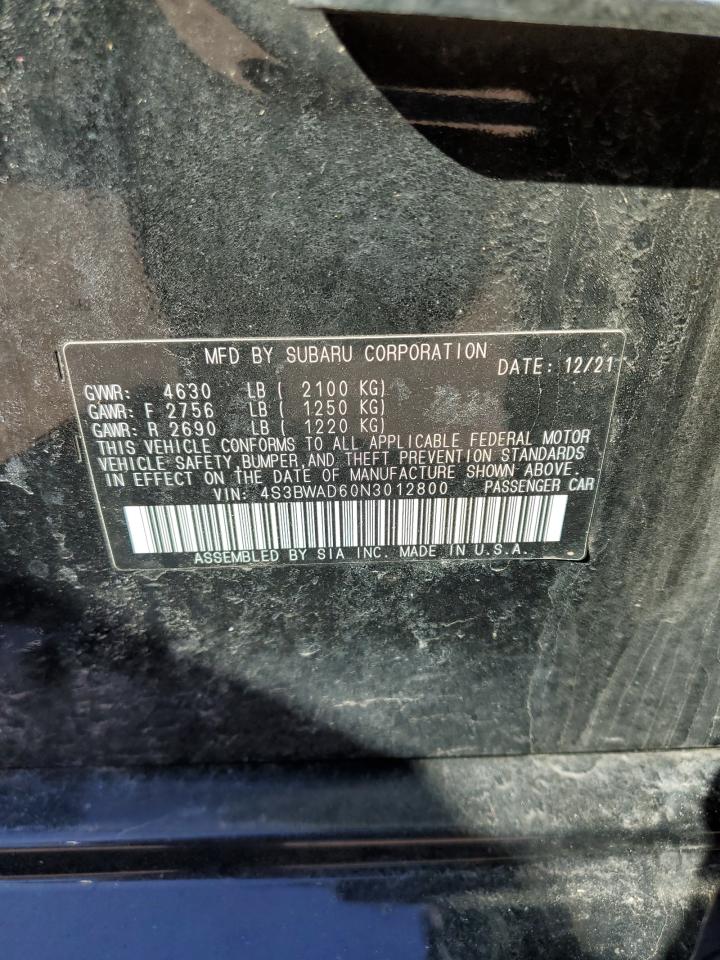 MFD BY SUBARU CORPORATION DATE: 12/21
GVWR: 4630 LB ( 2100 KG)
GAWR: F 2756 LB ( 1250 KG)
GAWR: R 2690 LB ( 1220 KG)
THIS VEHICLE CONFORMS TO ALL APPLICABLE FEDERAL MOTOR
VEHICLE SAFETY,BUMPER,AND THEFT PREVENTION STANDARDS
IN EFFECT ON THE DATE OF MANUFACTURE SHOWN ABOVE.
VIN: 4S3BWAD60N3012800 PASSENGER CAR
ASSEMBLED BY SIA INC. MADE IN U.S.A.